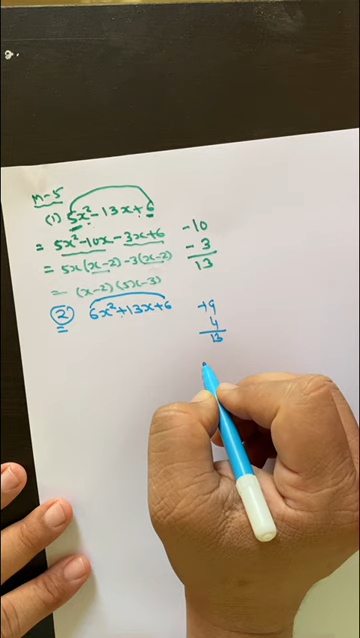 M-5
(1) 5x² - 13x + 6
= 5x² - 10x - 3x + 6
= 5x(x-2) - 3(x-2)
= (x-2)(5x-3)
-10
- 3
13
(2) 6x² + 13x + 6
+9
4
13